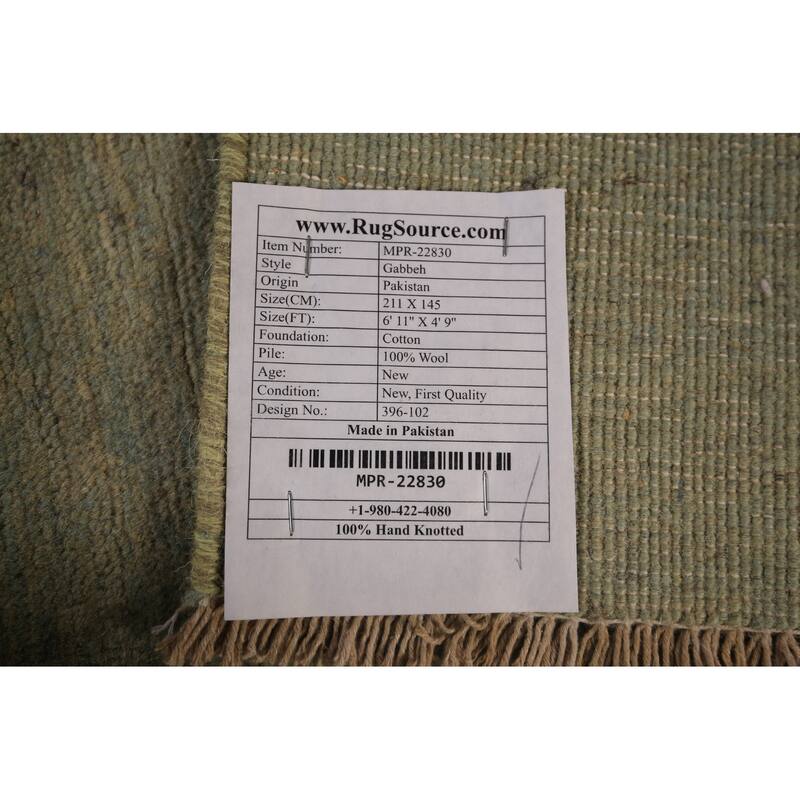 www.RugSource.com
Item Number: MPR-22830
Style Gabbeh
Origin Pakistan
Size(CM): 211 X 145
Size(FT): 6' 11" X 4' 9"
Foundation: Cotton
Pile: 100% Wool
Age: New
Condition: New, First Quality
Design No.: 396-102
Made in Pakistan
MPR-22830
+1-980-422-4080
100% Hand Knotted